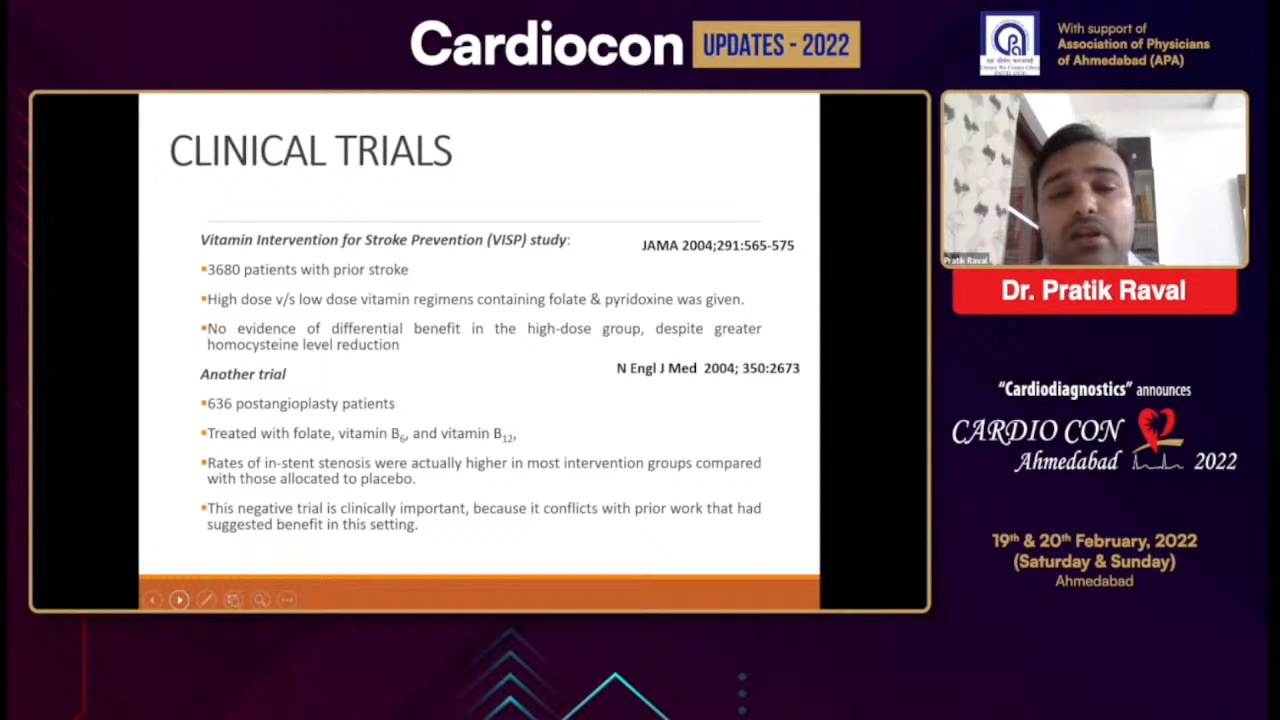 Cardiocon UPDATES - 2022
With support of
Association of Physicians
of Ahmedabad (APA)
CLINICAL TRIALS
Vitamin Intervention for Stroke Prevention (VISP) study:
JAMA 2004;291:565-575
▪3680 patients with prior stroke
▪High dose v/s low dose vitamin regimens containing folate & pyridoxine was given.
▪No evidence of differential benefit in the high-dose group, despite greater
homocysteine level reduction
N Engl J Med 2004; 350:2673
Another trial
▪636 postangioplasty patients
▪Treated with folate, vitamin B6, and vitamin B12,
▪Rates of in-stent stenosis were actually higher in most intervention groups compared
with those allocated to placebo.
▪This negative trial is clinically important, because it conflicts with prior work that had
suggested benefit in this setting.
Pratik Raval
Dr. Pratik Raval
“Cardiodiagnostics” announces
CARDIO CON
Ahmedabad 2022
19th & 20th February, 2022
(Saturday & Sunday)
Ahmedabad